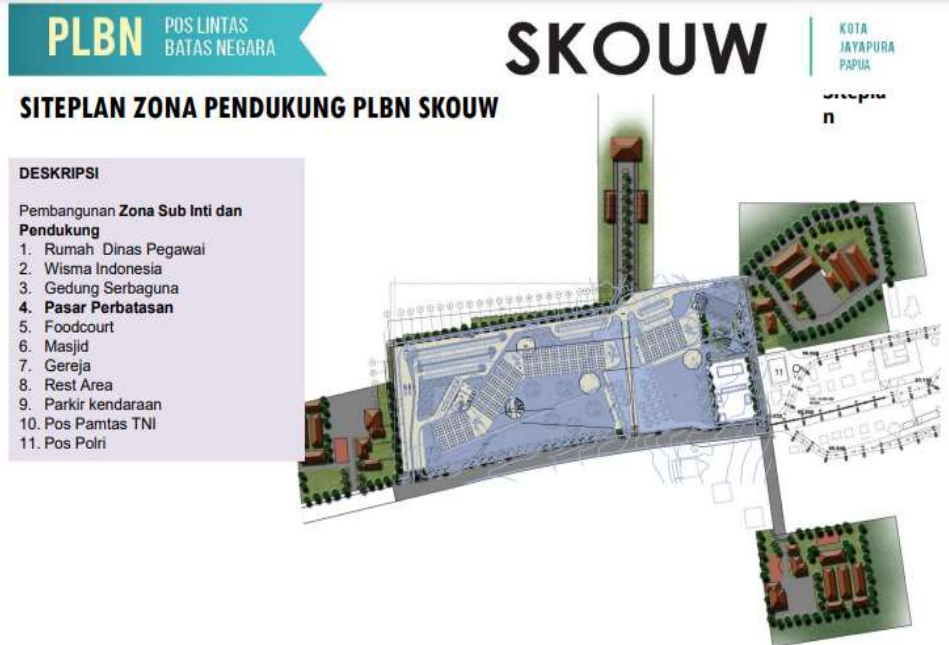 PLBN
POS LINTAS
BATAS NEGARA
SKOUW
KOTA
JAYAPURA
PAPUA
SITEPLAN ZONA PENDUKUNG PLBN SKOUW
n
DESKRIPSI
Pembangunan Zona Sub Inti dan
Pendukung
1. Rumah Dinas Pegawai
2. Wisma Indonesia
3. Gedung Serbaguna
4. Pasar Perbatasan
5. Foodcourt
6. Masjid
7. Gereja
8. Rest Area
9. Parkir kendaraan
10. Pos Pamtas TNI
11. Pos Polri
11